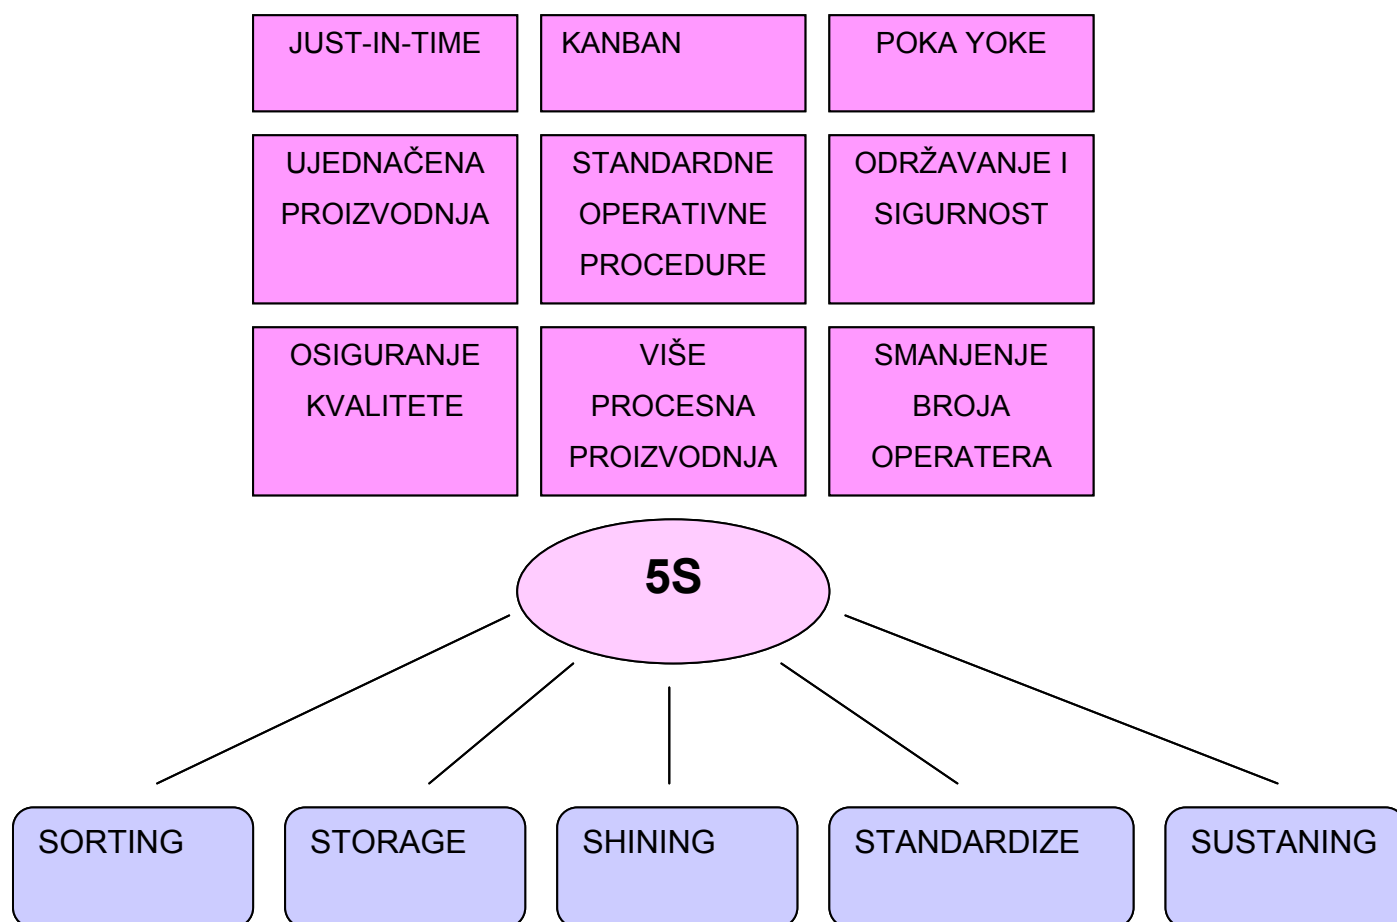 JUST-IN-TIME
KANBAN
POKA YOKE
UJEDNAČENA
PROIZVODNJA
STANDARDNE
OPERATIVNE
PROCEDURE
ODRŽAVANJE I
SIGURNOST
OSIGURANJE
KVALITETE
VIŠE
PROCESNA
PROIZVODNJA
SMANJENJE
BROJA
OPERATERA
5S
SORTING
STORAGE
SHINING
STANDARDIZE
SUSTANING